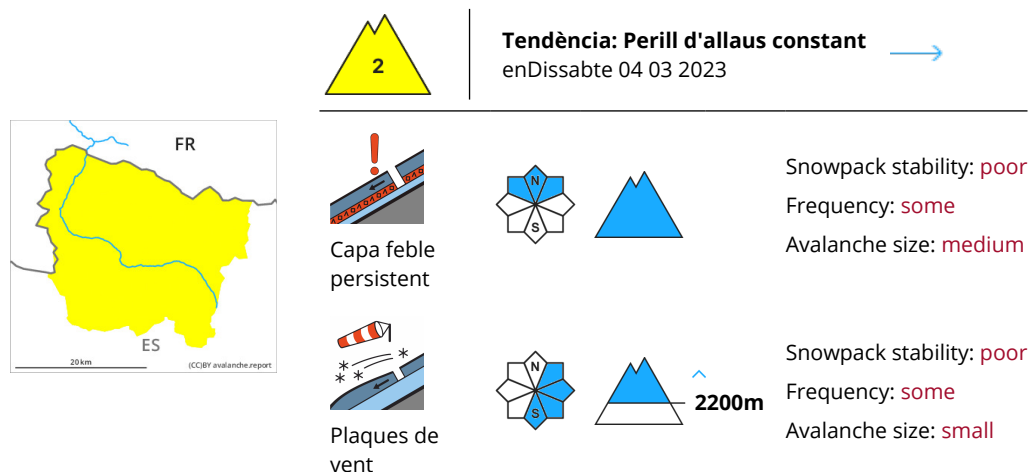 2
Tendència: Perill d'allaus constant
enDissabte 04 03 2023
FR
ES
20 km
(CC)BY avalanche.report
Capa feble
persistent
N
S
Snowpack stability: poor
Frequency: some
Avalanche size: medium
Plaques de
vent
N
S
2200m
Snowpack stability: poor
Frequency: some
Avalanche size: small